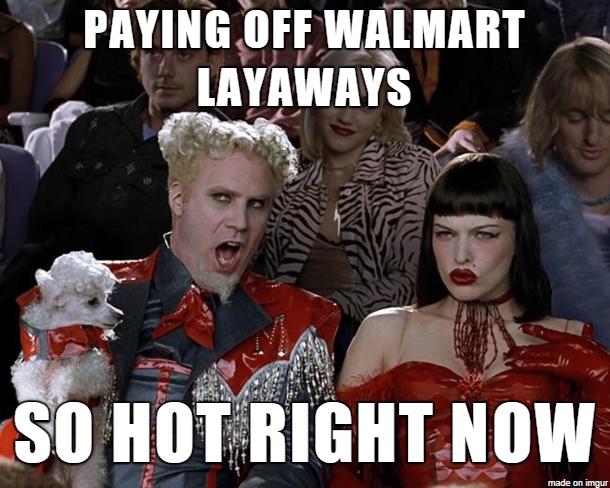 PAYING OFF WALMART
LAYAWAYS
SO HOT RIGHT NOW
made on imgur